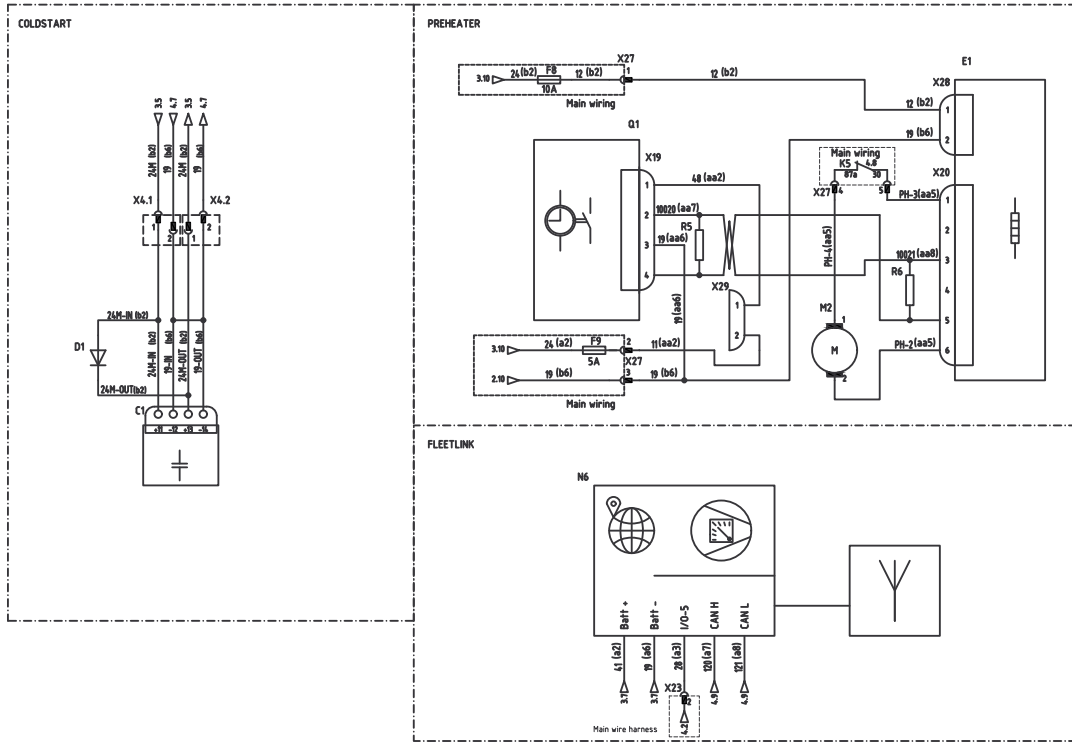 COLDSTART
3.5
4.7
3.5
4.7
24M (b2)
19 (b6)
24M (b2)
19 (b6)
X4.1
X4.2
1
2
1
2
24M-IN (b2)
D1
24M-IN (b2)
19-IN (b6)
24M-OUT (b2)
19-OUT (b6)
24M-OUT(b2)
C1
+11
-12
+13
-14
PREHEATER
3.10
24 (b2)
F8
10A
12 (b2)
X27
1
Main wiring
12 (b2)
E1
X28
12 (b2)
1
19 (b6)
2
Q1
X19
1
48 (aa2)
2
10020 (aa7)
R5
3
19 (aa6)
4
19 (aa6)
X29
1
2
Main wiring
K5
4.8
87a
30
X27
4
5
X20
PH-3(aa5)
1
2
3
4
5
6
PH-4(aa5)
10021 (aa8)
R6
M2
1
M
2
PH-2 (aa5)
3.10
24 (a2)
F9
5A
2
X27
11(aa2)
2.10
19 (b6)
3
19 (b6)
Main wiring
FLEETLINK
N6
Batt +
Batt -
I/O-5
CAN H
CAN L
41 (a2)
19 (a6)
28 (a3)
120 (a7)
121 (a8)
3.7
3.7
X23
2
4.2
4.9
4.9
Main wire harness